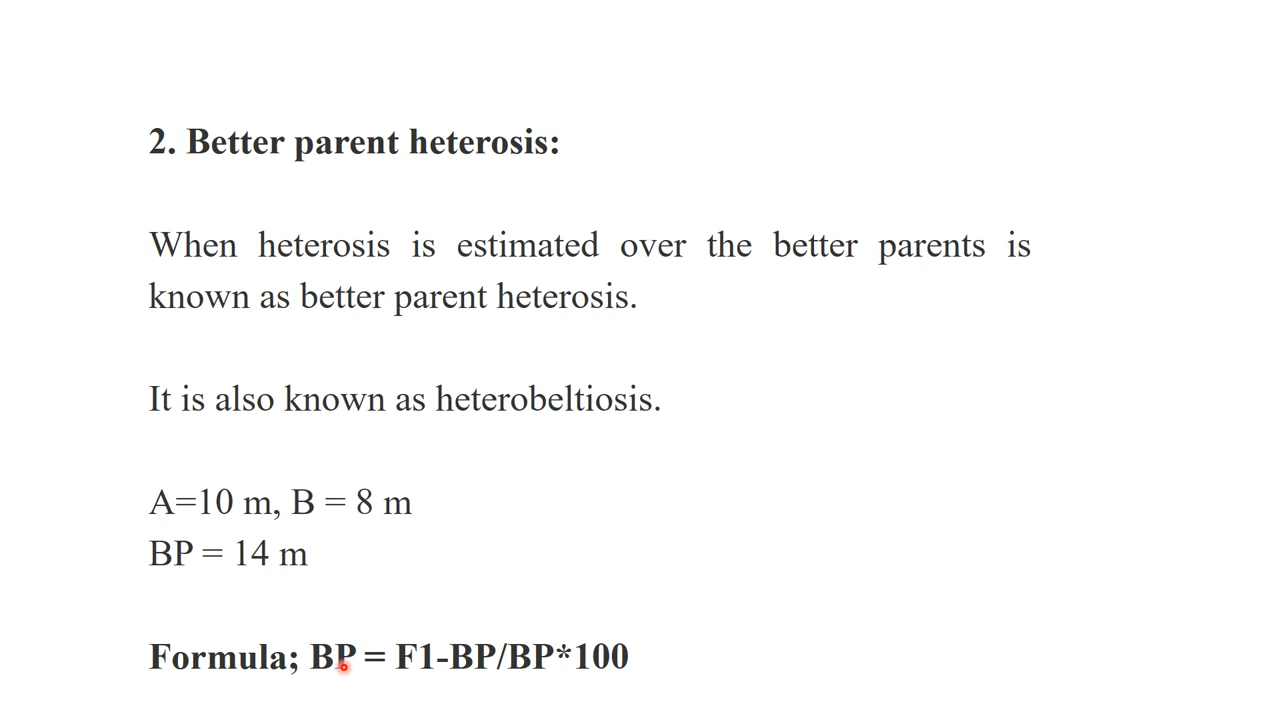 2. Better parent heterosis:
When heterosis is estimated over the better parents is
known as better parent heterosis.
It is also known as heterobeltiosis.
A=10 m, B = 8 m
BP = 14 m
Formula; BP = F1-BP/BP*100